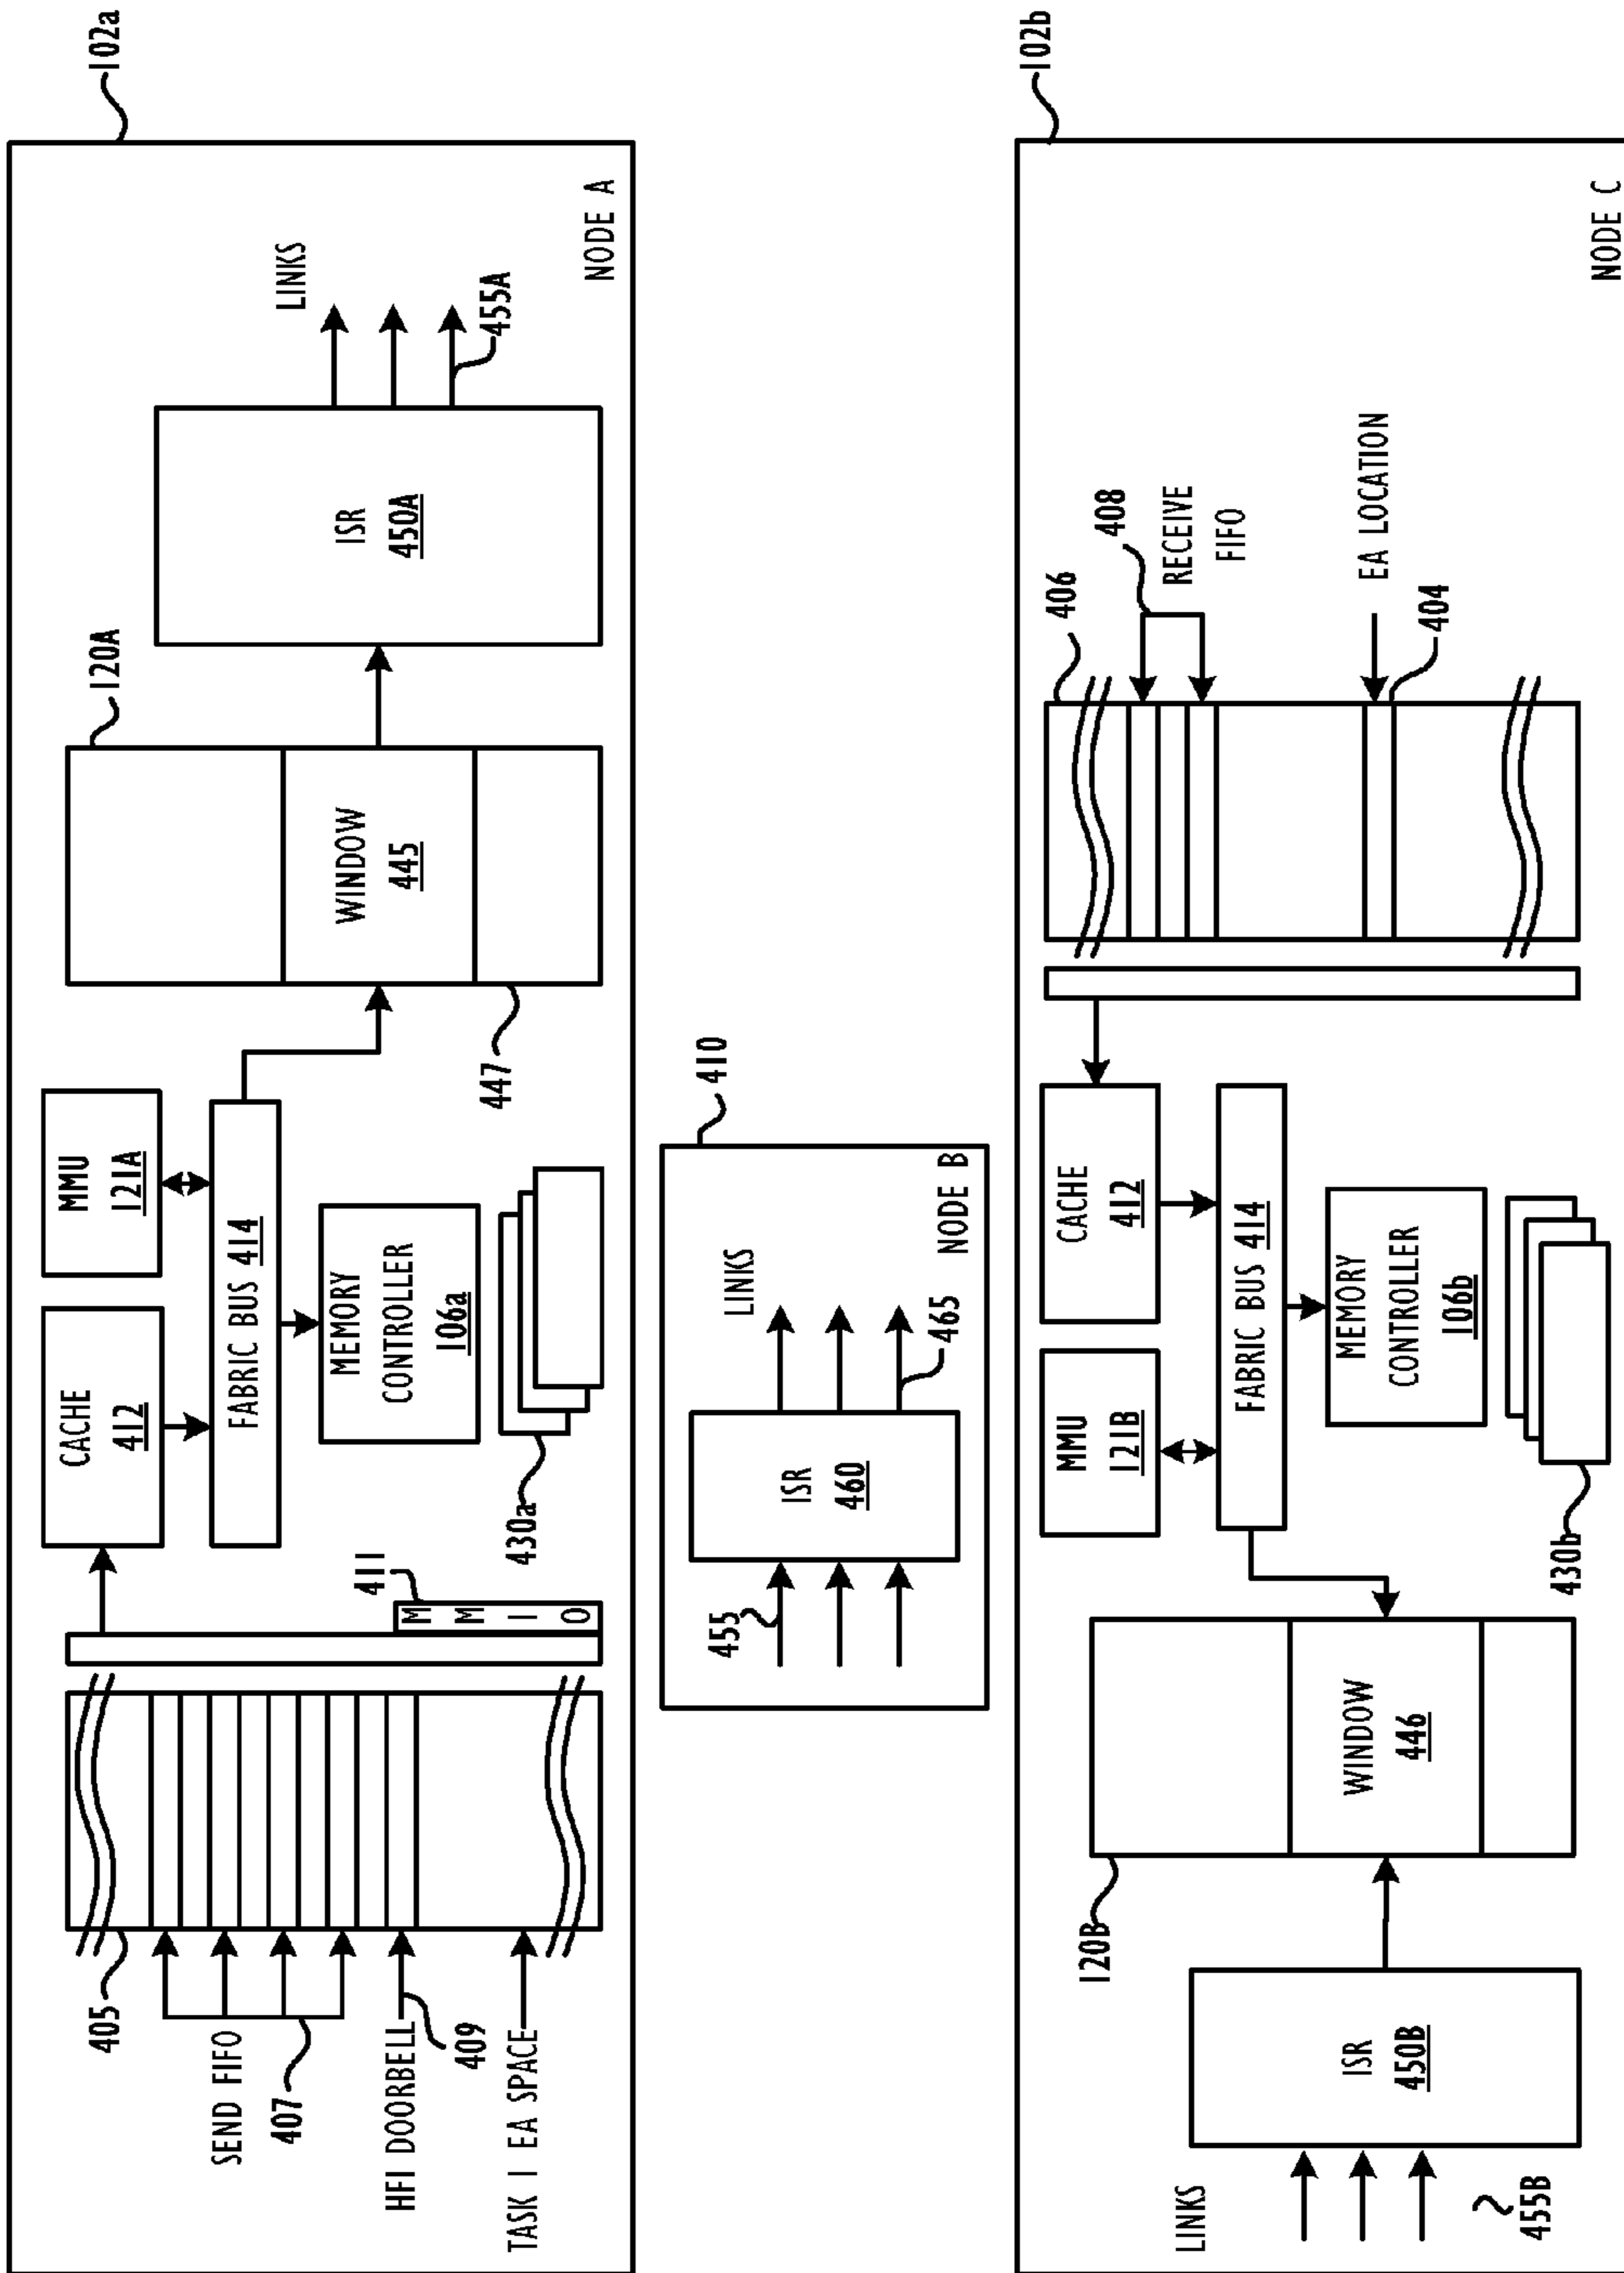 102a
NODE A
405
SEND FIFO
407
HFI DOORBELL
409
TASK 1 EA SPACE
411
M
M
I
O
CACHE
412
MMU
121A
FABRIC BUS 414
MEMORY
CONTROLLER
106a
430a
120A
WINDOW
445
447
ISR
450A
LINKS
455A
410
NODE B
455
ISR
460
LINKS
465
102b
NODE C
LINKS
455B
ISR
450B
120B
WINDOW
446
MMU
121B
CACHE
412
FABRIC BUS 414
MEMORY
CONTROLLER
106b
430b
406
408
RECEIVE
FIFO
EA LOCATION
404